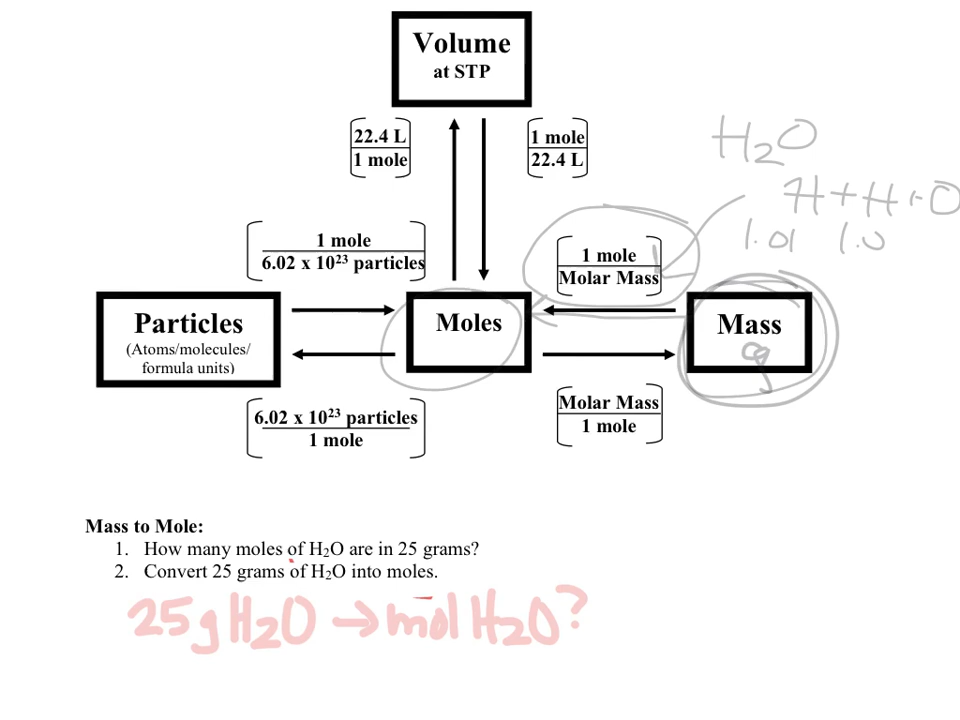 Volume
at STP
22.4 L
1 mole
1 mole
22.4 L
H2O
H + H + O
1.01 1.0
1 mole
6.02 x 10²³ particles
1 mole
Molar Mass
Particles
(Atoms/molecules/
formula units)
Moles
Mass
g
6.02 x 10²³ particles
1 mole
Molar Mass
1 mole
Mass to Mole:
1. How many moles of H₂O are in 25 grams?
2. Convert 25 grams of H₂O into moles.
25g H2O → mol H2O?